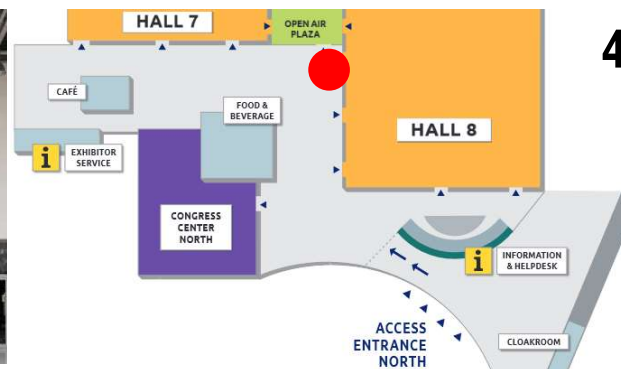 HALL 7
OPEN AIR
PLAZA
4
CAFÉ
FOOD &
BEVERAGE
HALL 8
i
EXHIBITOR
SERVICE
CONGRESS
CENTER
NORTH
i
INFORMATION
& HELPDESK
ACCESS
ENTRANCE
NORTH
CLOAKROOM